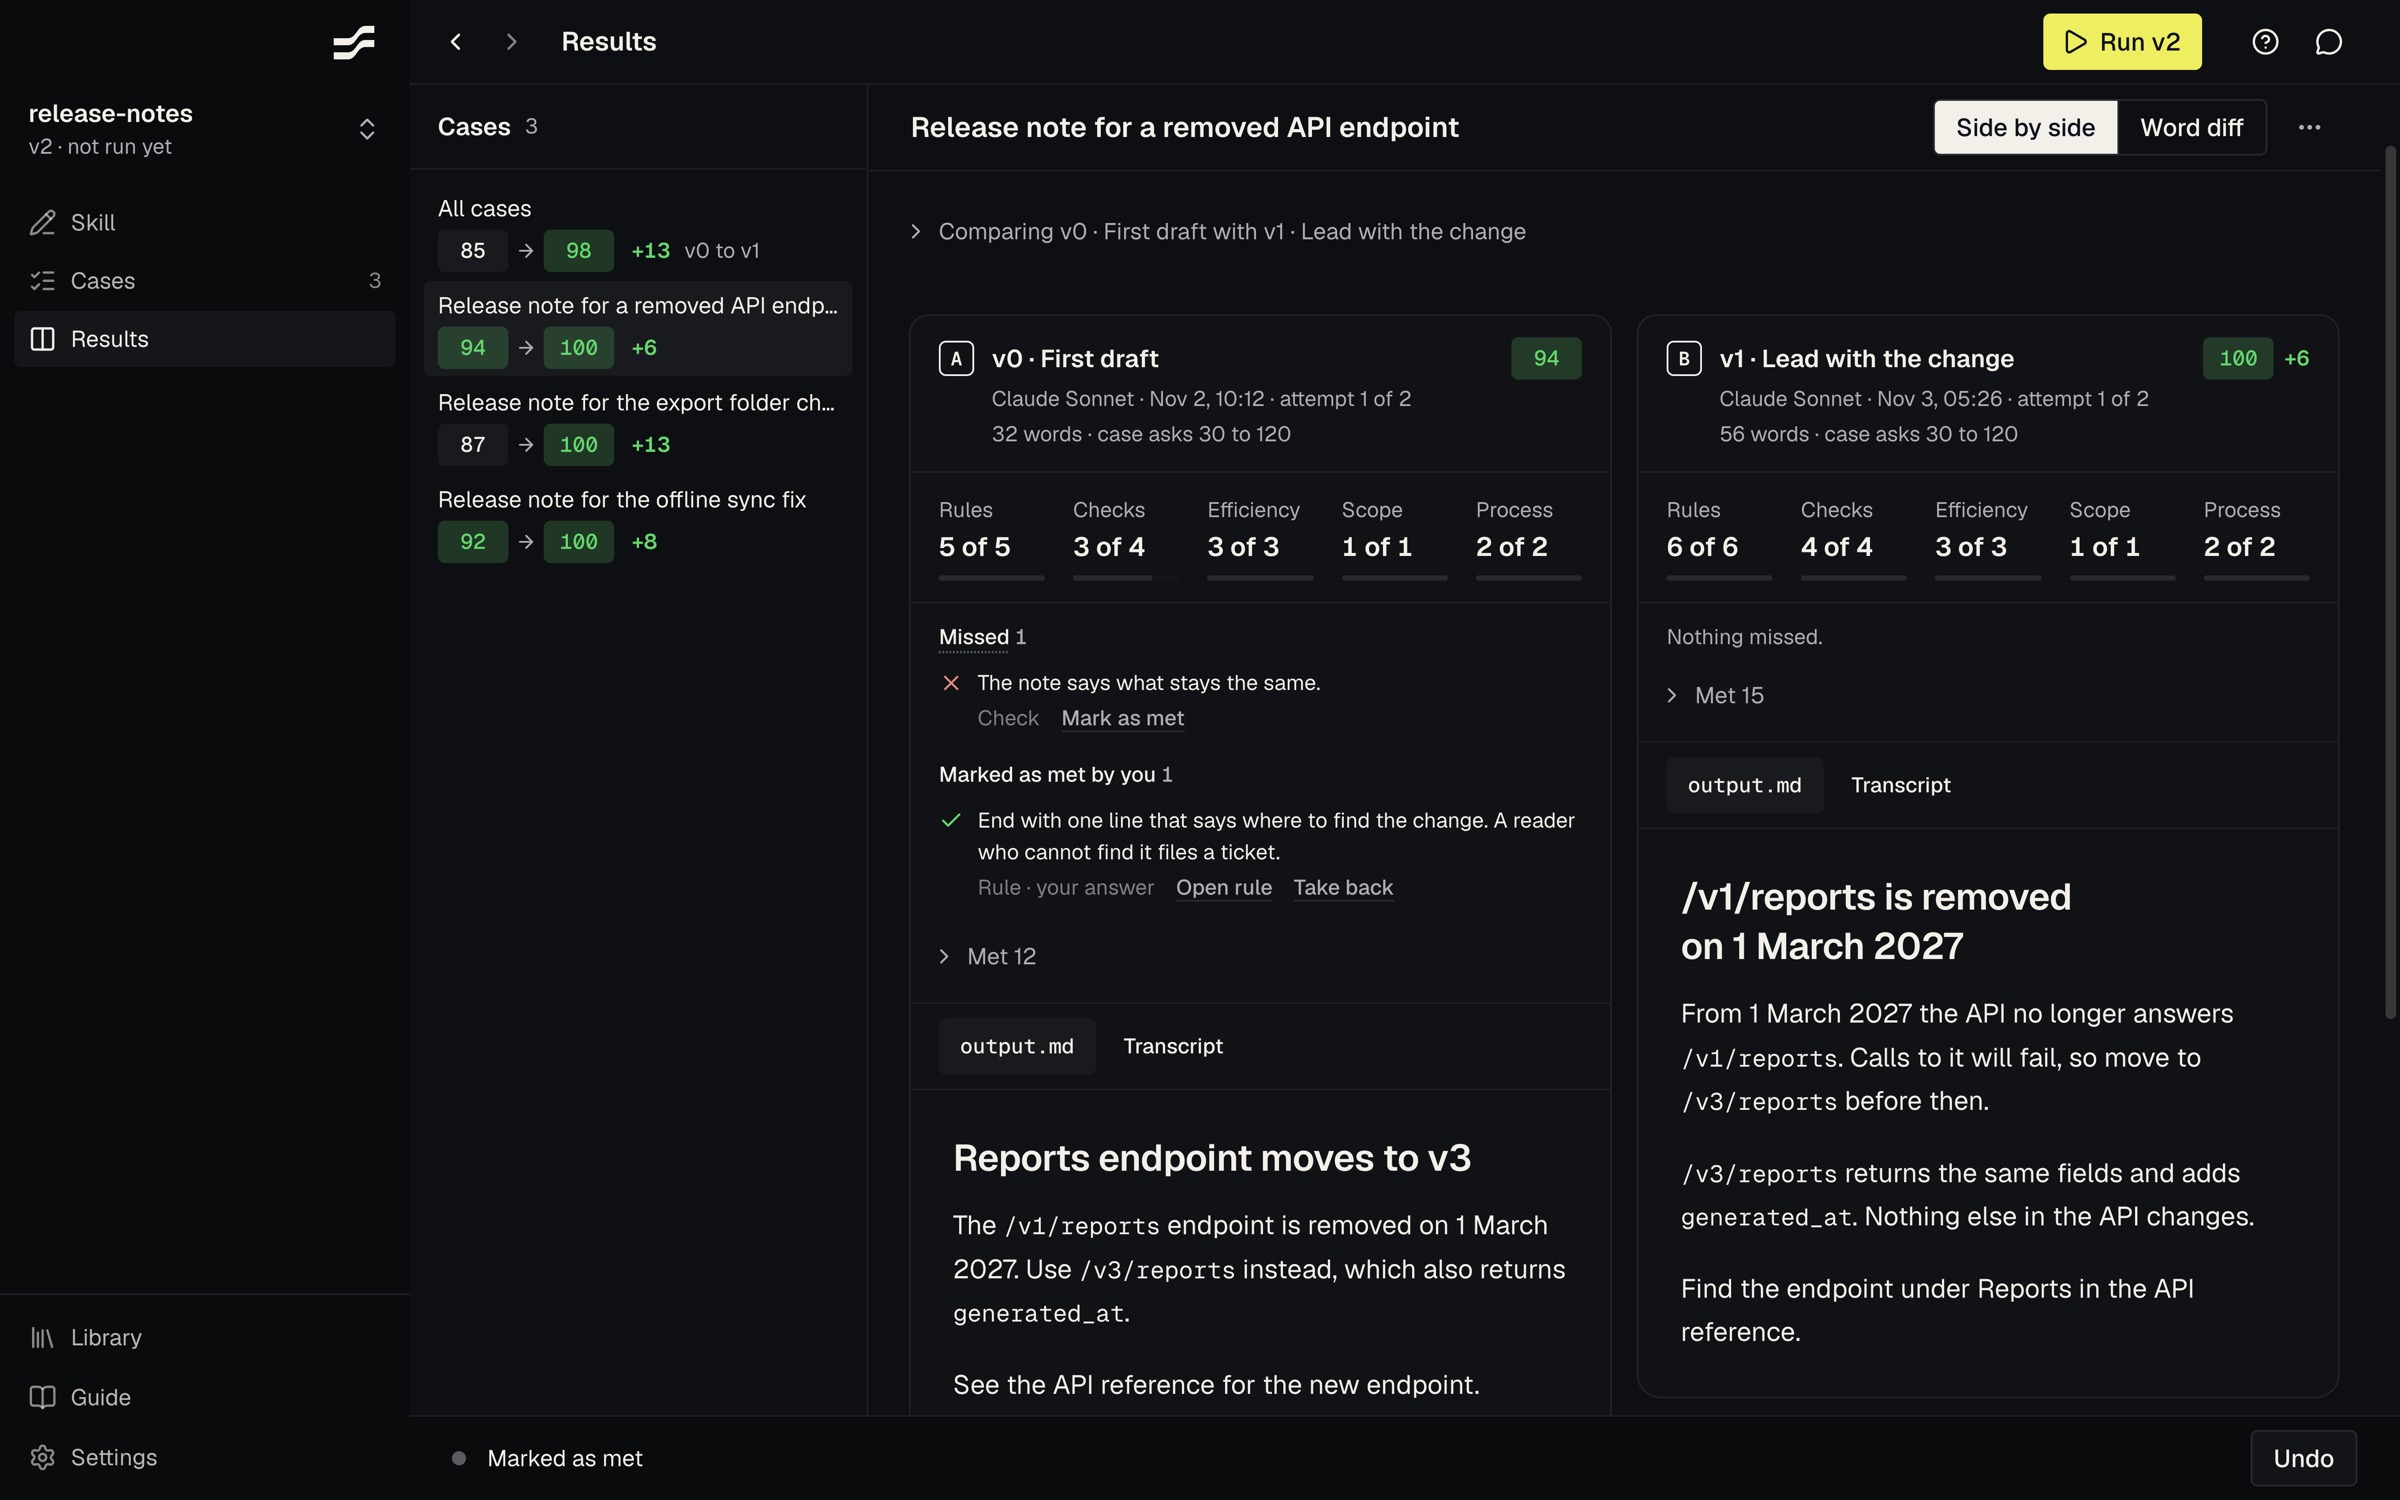 Results
Run v2
release-notes
v2 · not run yet
Skill
Cases 3
Results
Library
Guide
Settings
Cases 3
All cases
85 → 98 +13 v0 to v1
Release note for a removed API endp...
94 → 100 +6
Release note for the export folder ch...
87 → 100 +13
Release note for the offline sync fix
92 → 100 +8
Release note for a removed API endpoint
Side by side
Word diff
Comparing v0 · First draft with v1 · Lead with the change
A v0 · First draft 94
Claude Sonnet · Nov 2, 10:12 · attempt 1 of 2
32 words · case asks 30 to 120
Rules Checks Efficiency Scope Process
5 of 5 3 of 4 3 of 3 1 of 1 2 of 2
Missed 1
The note says what stays the same.
Check Mark as met
Marked as met by you 1
End with one line that says where to find the change. A reader
who cannot find it files a ticket.
Rule · your answer Open rule Take back
Met 12
output.md Transcript
Reports endpoint moves to v3
The /v1/reports endpoint is removed on 1 March
2027. Use /v3/reports instead, which also returns
generated_at.
See the API reference for the new endpoint.
B v1 · Lead with the change 100 +6
Claude Sonnet · Nov 3, 05:26 · attempt 1 of 2
56 words · case asks 30 to 120
Rules Checks Efficiency Scope Process
6 of 6 4 of 4 3 of 3 1 of 1 2 of 2
Nothing missed.
Met 15
output.md Transcript
/v1/reports is removed
on 1 March 2027
From 1 March 2027 the API no longer answers
/v1/reports. Calls to it will fail, so move to
/v3/reports before then.
/v3/reports returns the same fields and adds
generated_at. Nothing else in the API changes.
Find the endpoint under Reports in the API
reference.
Marked as met
Undo